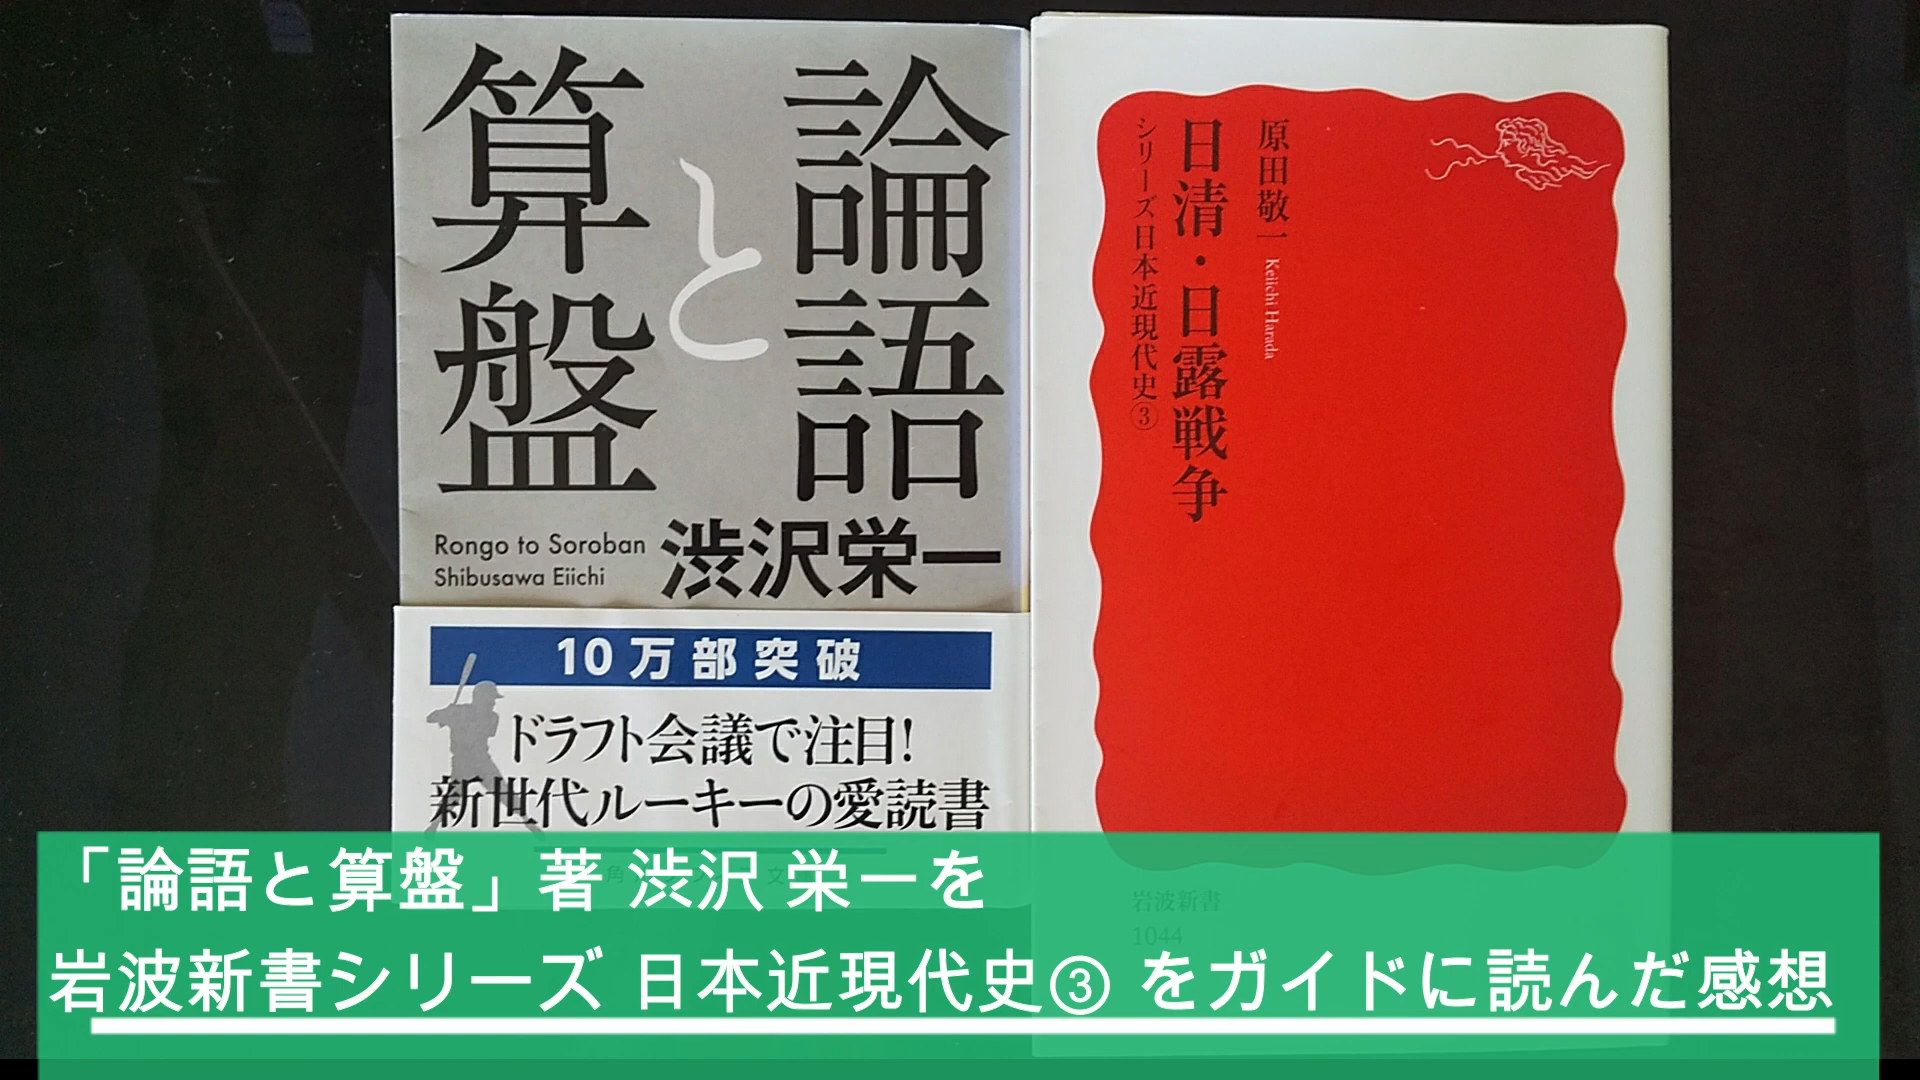 論語
と
算盤
Rongo to Soroban
Shibusawa Eiichi
渋沢栄一
10万部突破
ドラフト会議で注目!
新世代ルーキーの愛読書
原田敬一 Keiichi Harada
日清・日露戦争
シリーズ日本近現代史③
岩波新書
1044
「論語と算盤」著 渋沢 栄一を
岩波新書シリーズ 日本近現代史③ をガイドに読んだ感想